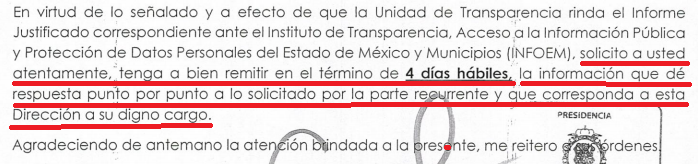 En virtud de lo señalado y a efecto de que la Unidad de Transparencia rinda el Informe
Justificado correspondiente ante el Instituto de Transparencia, Acceso a la Información Pública
y Protección de Datos Personales del Estado de México y Municipios (INFOEM), solicito a usted
atentamente, tenga a bien remitir en el término de 4 días hábiles, la información que dé
respuesta punto por punto a lo solicitado por la parte recurrente y que corresponda a esta
Dirección a su digno cargo.
PRESIDENCIA
Agradeciendo de antemano la atención brindada a la presente, me reitero a sus órdenes.